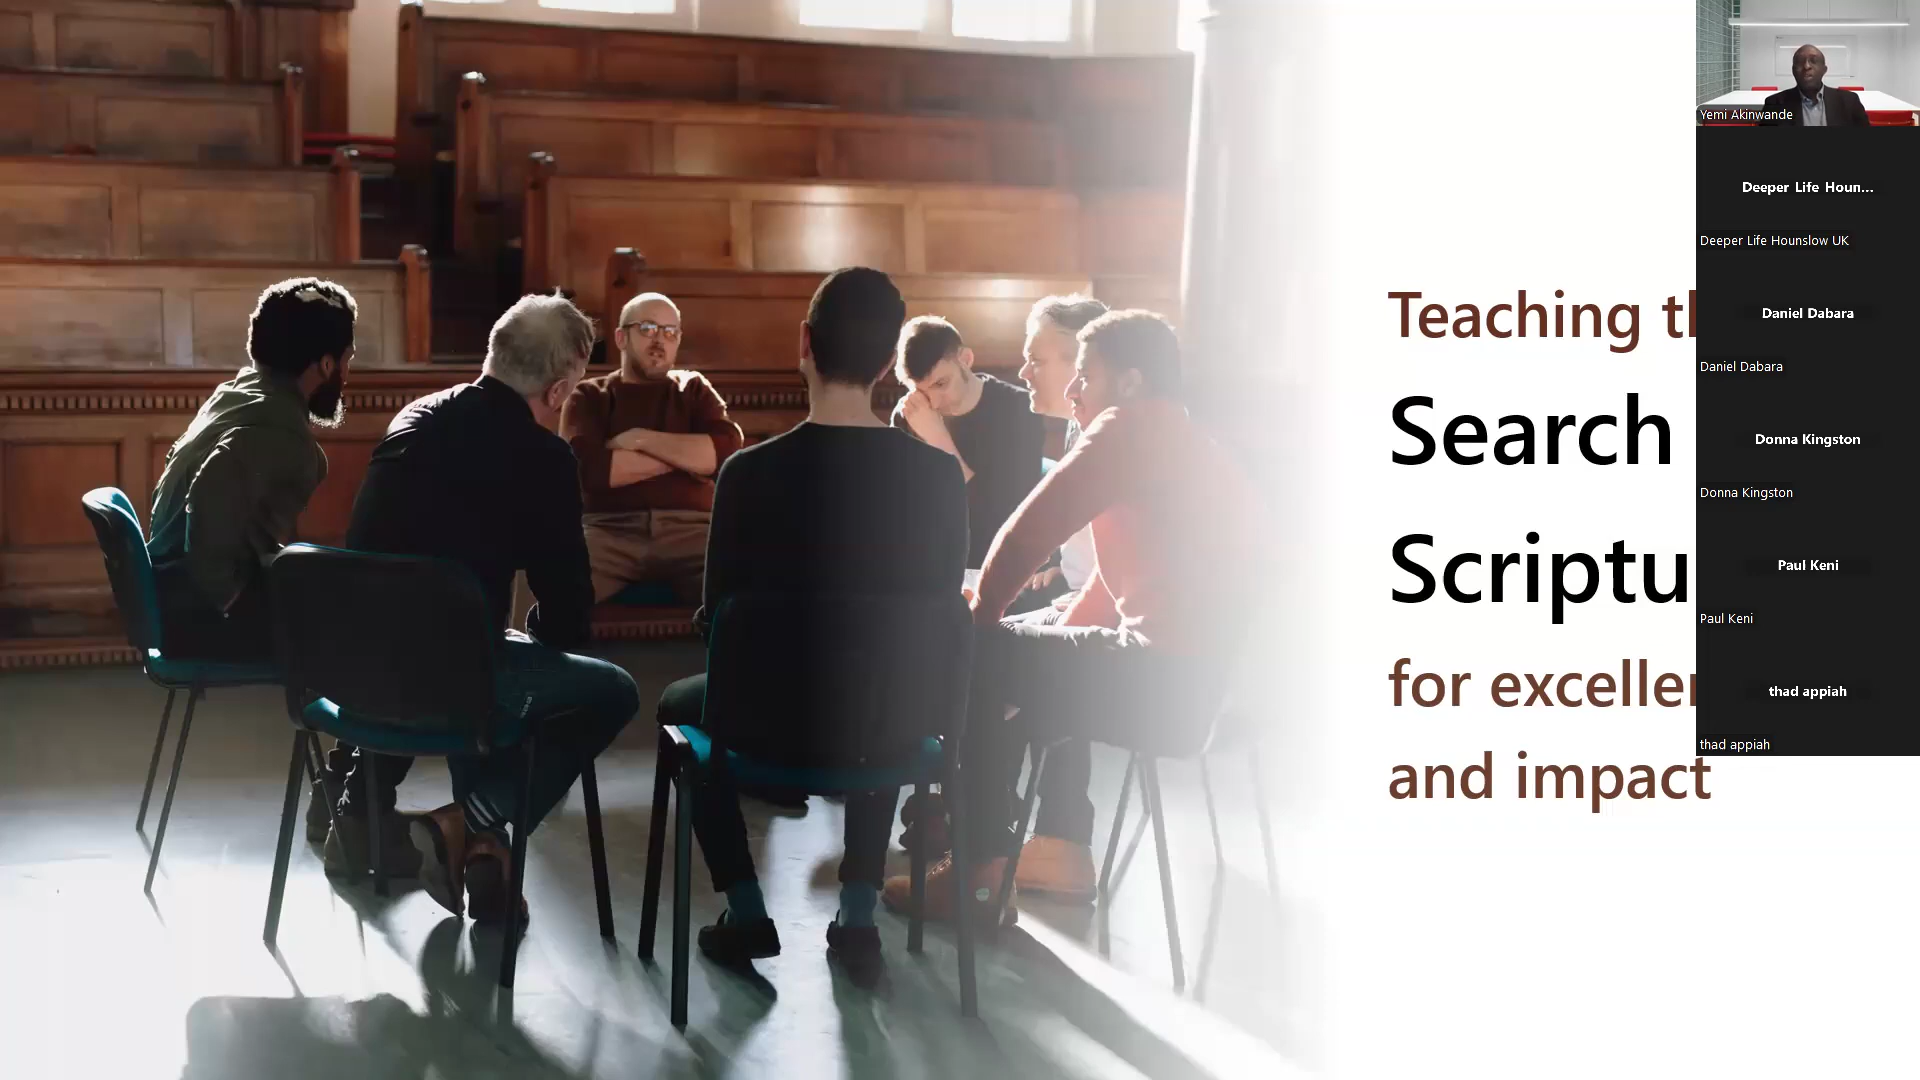 Teaching
Search
Scriptu
for excelle
and impact
Yemi Akinwande
Deeper Life Houn...
Deeper Life Hounslow UK
Daniel Dabara
Daniel Dabara
Donna Kingston
Donna Kingston
Paul Keni
Paul Keni
thad appiah
thad appiah